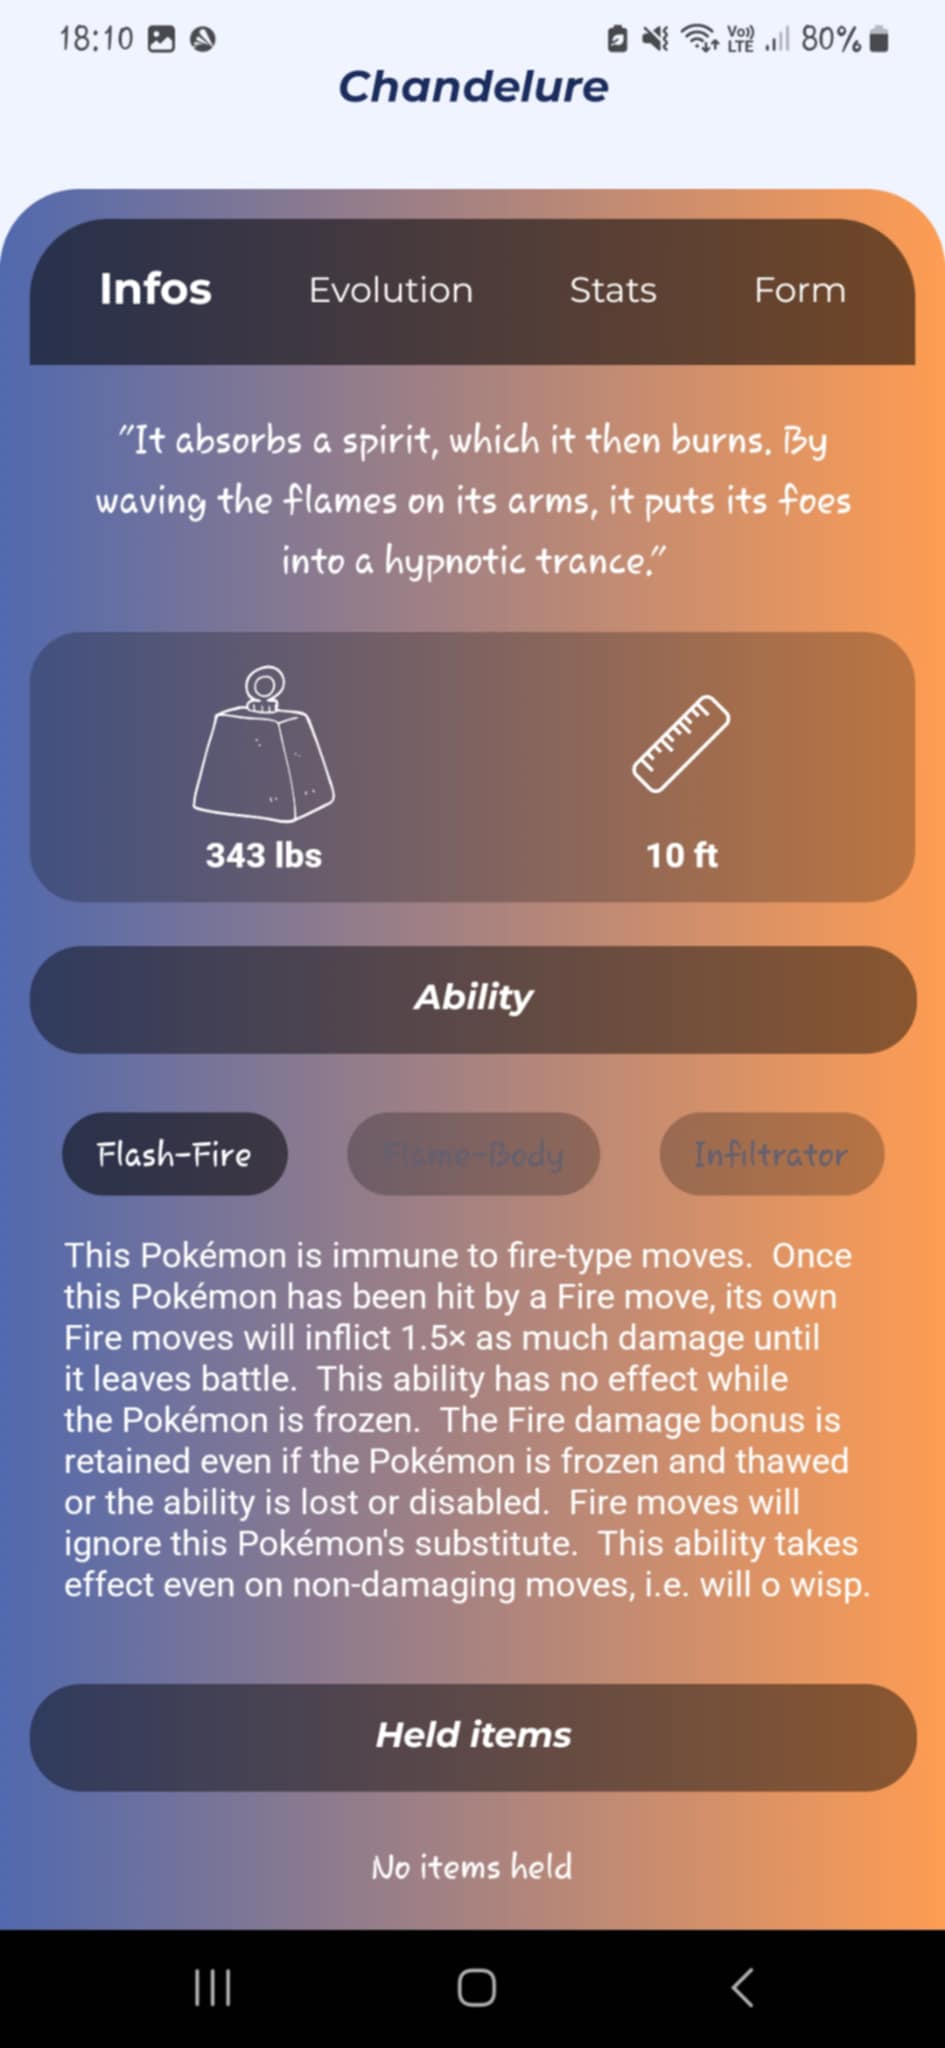 18:10
Vo)) LTE 80%
Chandelure
Infos Evolution Stats Form
"It absorbs a spirit, which it then burns. By
waving the flames on its arms, it puts its foes
into a hypnotic trance."
343 lbs 10 ft
Ability
Flash-Fire Flame-Body Infiltrator
This Pokémon is immune to fire-type moves.  Once
this Pokémon has been hit by a Fire move, its own
Fire moves will inflict 1.5× as much damage until
it leaves battle.  This ability has no effect while
the Pokémon is frozen.  The Fire damage bonus is
retained even if the Pokémon is frozen and thawed
or the ability is lost or disabled.  Fire moves will
ignore this Pokémon's substitute.  This ability takes
effect even on non-damaging moves, i.e. will o wisp.
Held items
No items held